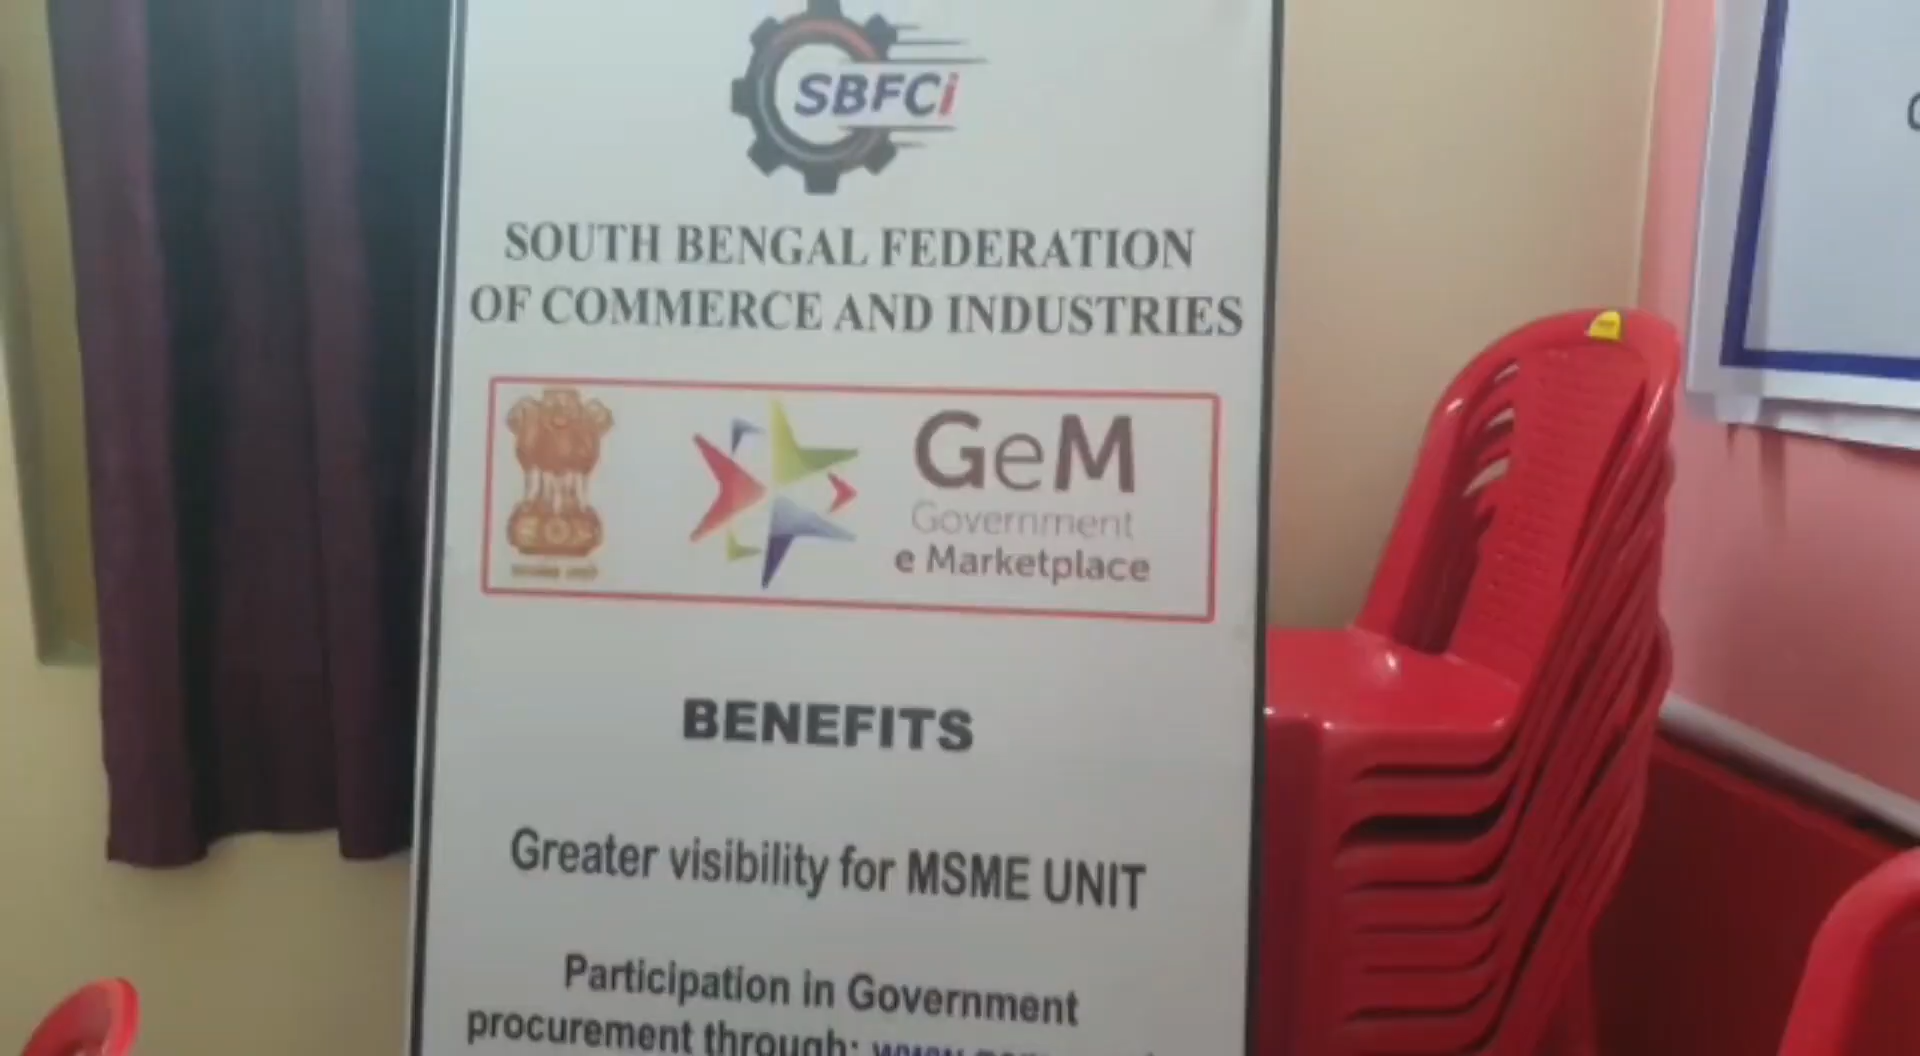 SBFCi
SOUTH BENGAL FEDERATION
OF COMMERCE AND INDUSTRIES
GeM
Government
e Marketplace
BENEFITS
Greater visibility for MSME UNIT
Participation in Government
procurement through: